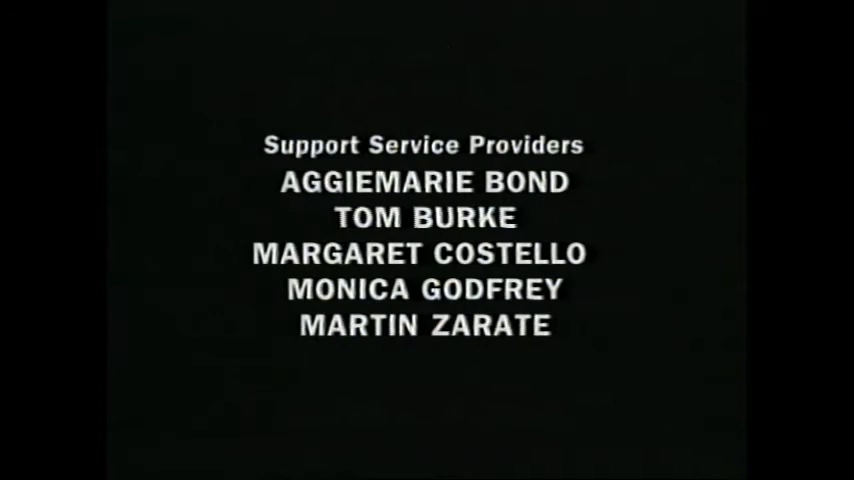 Support Service Providers
AGGIEMARIE BOND
TOM BURKE
MARGARET COSTELLO
MONICA GODFREY
MARTIN ZARATE